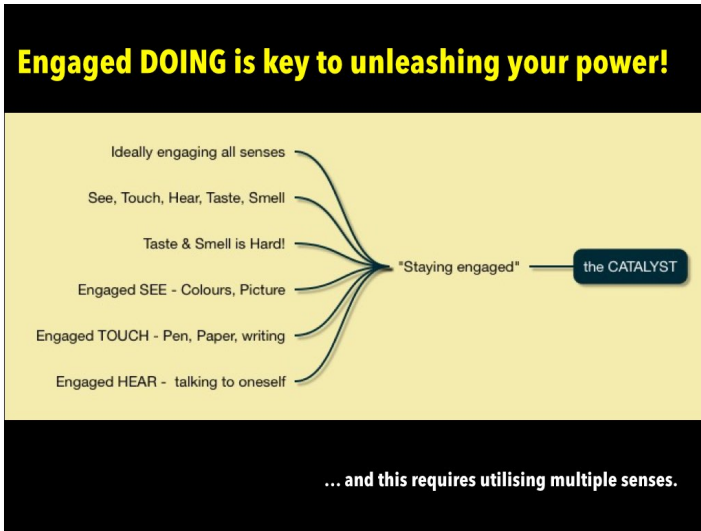 Engaged DOING is key to unleashing your power!
Ideally engaging all senses
See, Touch, Hear, Taste, Smell
Taste & Smell is Hard!
Engaged SEE - Colours, Picture
Engaged TOUCH - Pen, Paper, writing
Engaged HEAR - talking to oneself
"Staying engaged"
the CATALYST
... and this requires utilising multiple senses.